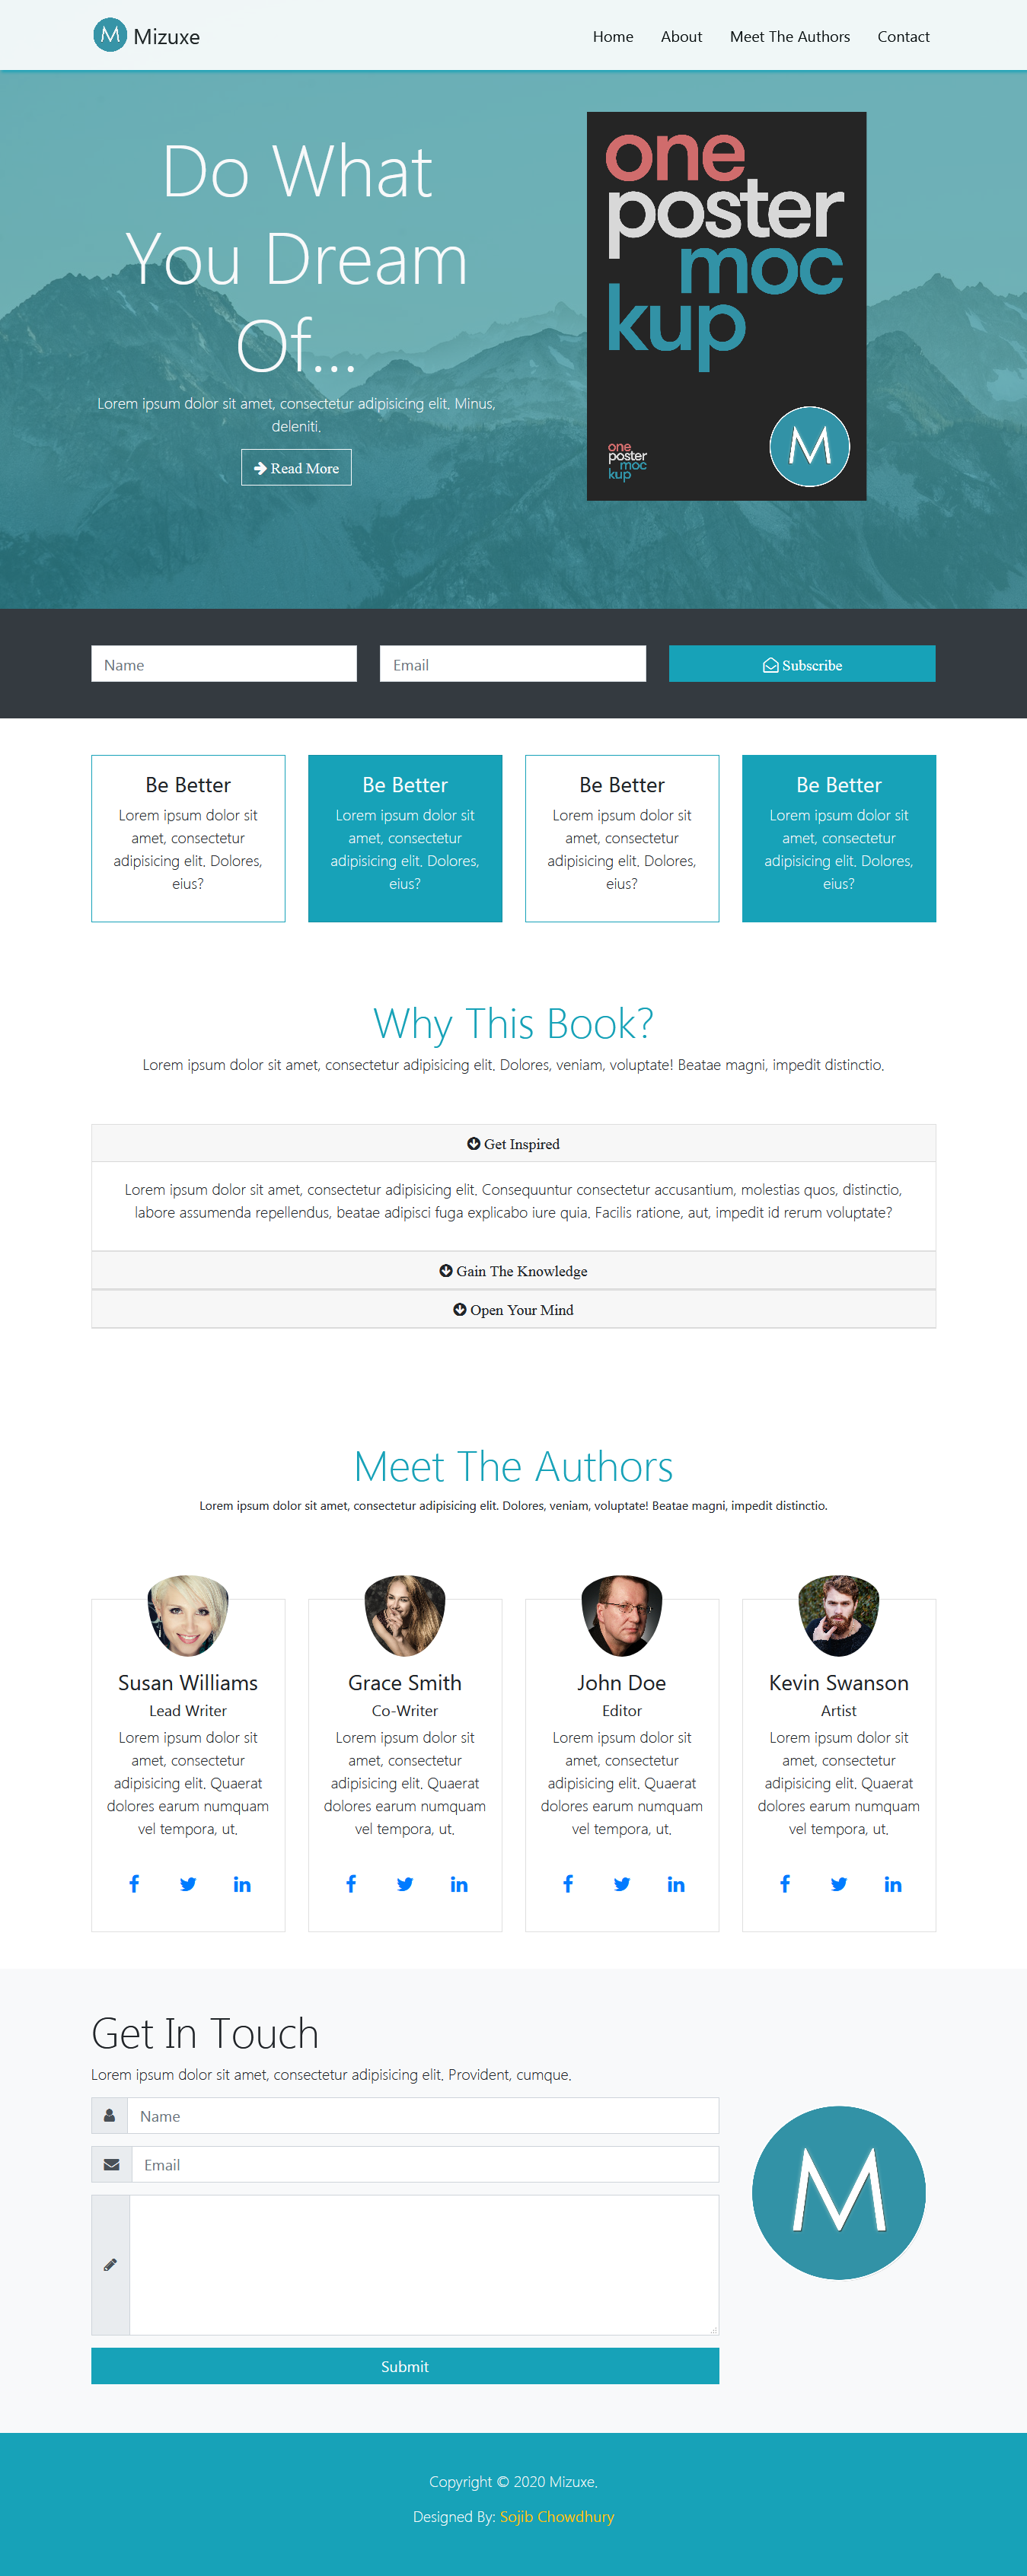 M Mizuxe
Home About Meet The Authors Contact
Do What
You Dream
Of...
Lorem ipsum dolor sit amet, consectetur adipisicing elit. Minus,
deleniti.
Read More
one
poster
moc
kup
one
poster
moc
kup
M
Name
Email
Subscribe
Be Better
Lorem ipsum dolor sit
amet, consectetur
adipisicing elit. Dolores,
eius?
Be Better
Lorem ipsum dolor sit
amet, consectetur
adipisicing elit. Dolores,
eius?
Be Better
Lorem ipsum dolor sit
amet, consectetur
adipisicing elit. Dolores,
eius?
Be Better
Lorem ipsum dolor sit
amet, consectetur
adipisicing elit. Dolores,
eius?
Why This Book?
Lorem ipsum dolor sit amet, consectetur adipisicing elit. Dolores, veniam, voluptate! Beatae magni, impedit distinctio.
Get Inspired
Lorem ipsum dolor sit amet, consectetur adipisicing elit. Consequuntur consectetur accusantium, molestias quos, distinctio,
labore assumenda repellendus, beatae adipisci fuga explicabo iure quia. Facilis ratione, aut, impedit id rerum voluptate?
Gain The Knowledge
Open Your Mind
Meet The Authors
Lorem ipsum dolor sit amet, consectetur adipisicing elit. Dolores, veniam, voluptate! Beatae magni, impedit distinctio.
Susan Williams
Lead Writer
Lorem ipsum dolor sit
amet, consectetur
adipisicing elit. Quaerat
dolores earum numquam
vel tempora, ut.
Grace Smith
Co-Writer
Lorem ipsum dolor sit
amet, consectetur
adipisicing elit. Quaerat
dolores earum numquam
vel tempora, ut.
John Doe
Editor
Lorem ipsum dolor sit
amet, consectetur
adipisicing elit. Quaerat
dolores earum numquam
vel tempora, ut.
Kevin Swanson
Artist
Lorem ipsum dolor sit
amet, consectetur
adipisicing elit. Quaerat
dolores earum numquam
vel tempora, ut.
Get In Touch
Lorem ipsum dolor sit amet, consectetur adipisicing elit. Provident, cumque.
Name
Email
Submit
M
Copyright © 2020 Mizuxe.
Designed By: Sojib Chowdhury